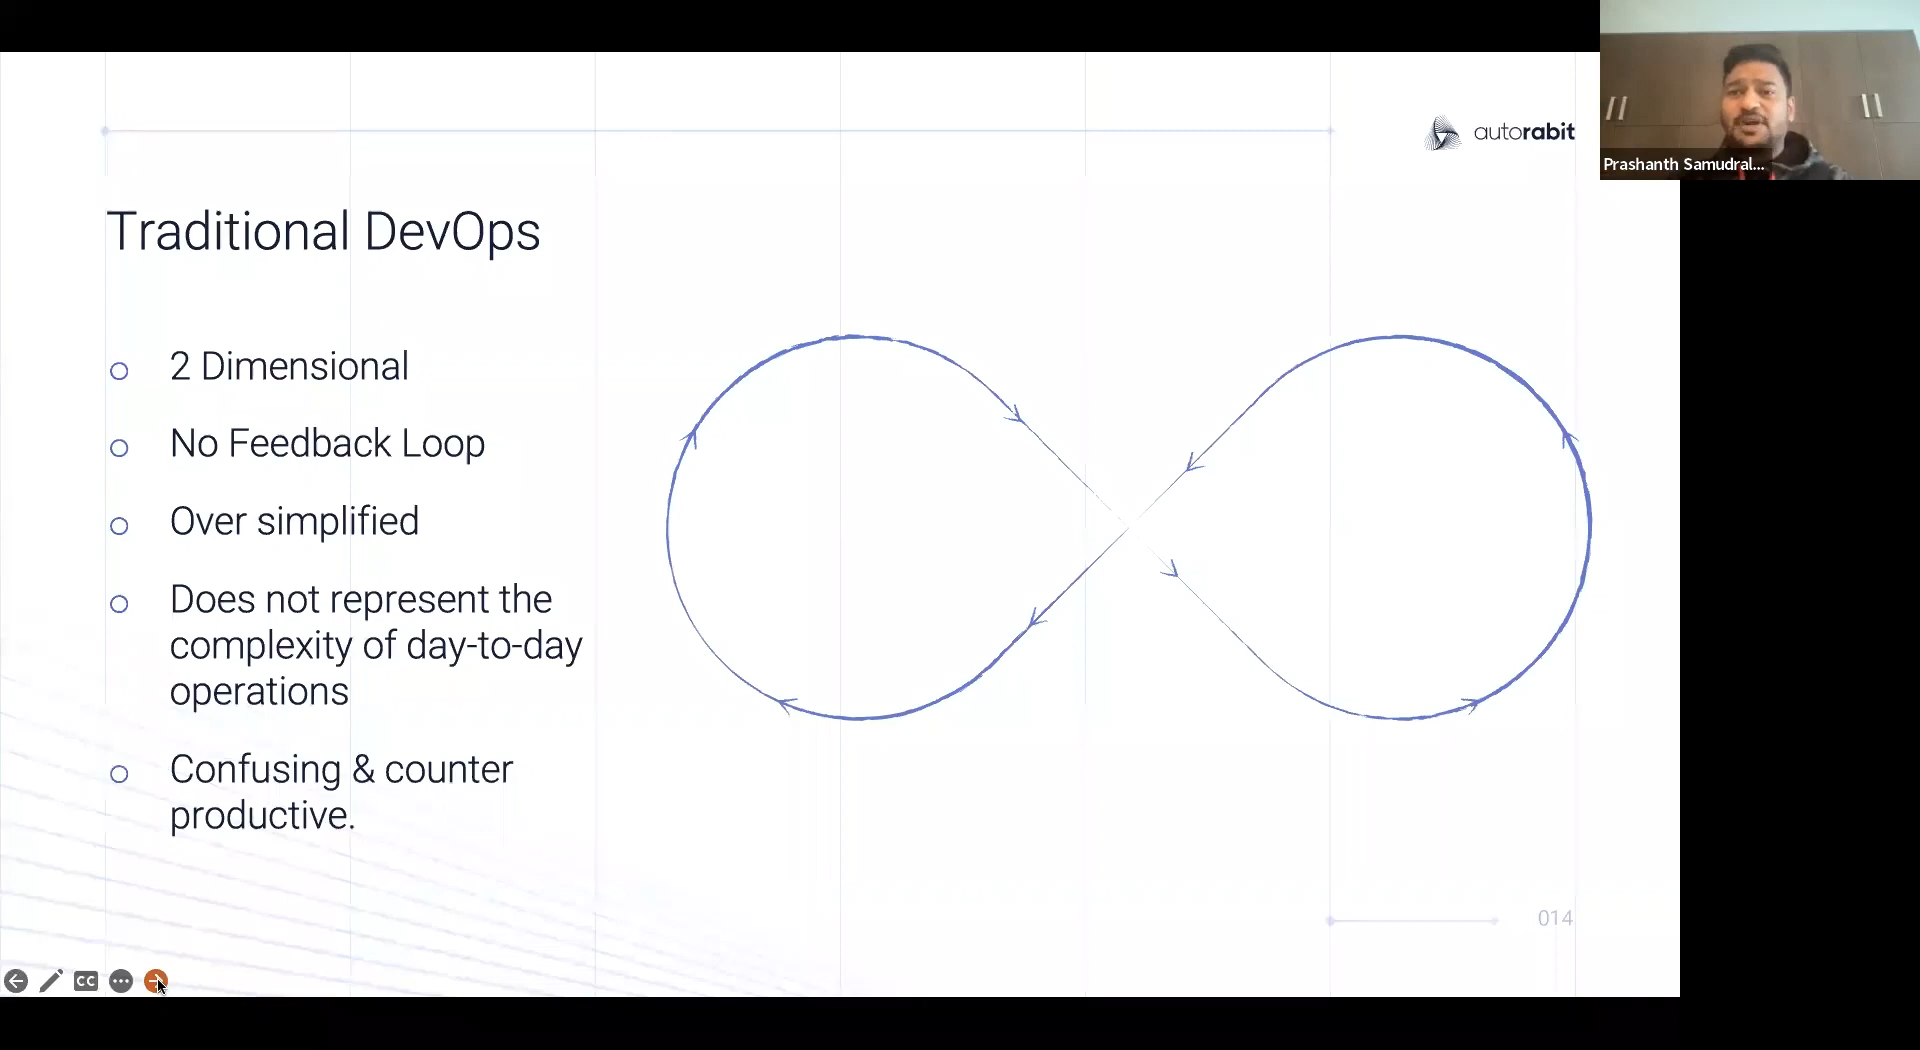 autorabit
Prashanth Samudral...
Traditional DevOps
2 Dimensional
No Feedback Loop
Over simplified
Does not represent the
complexity of day-to-day
operations
Confusing & counter
productive.
014
CC